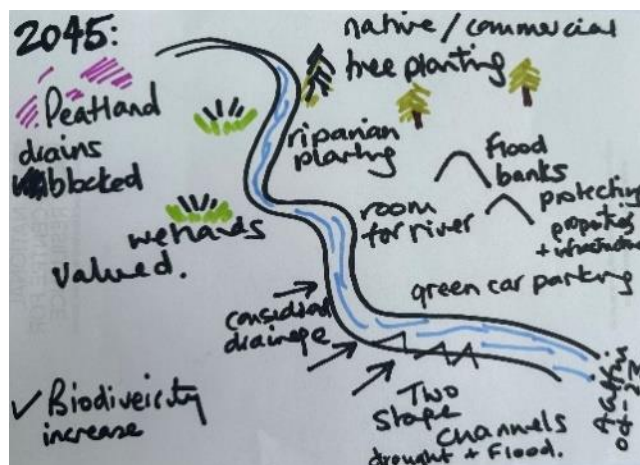 2045:
native / commercial
tree planting
Peatland
drains
blocked
riparian
planting
flood
banks
protecting
properties
+ infrastructure
room
for river
wetlands
valued.
green car parking
considered
drainage
✓ Biodiversity
increase
Two
stage
channels
drought + flood.